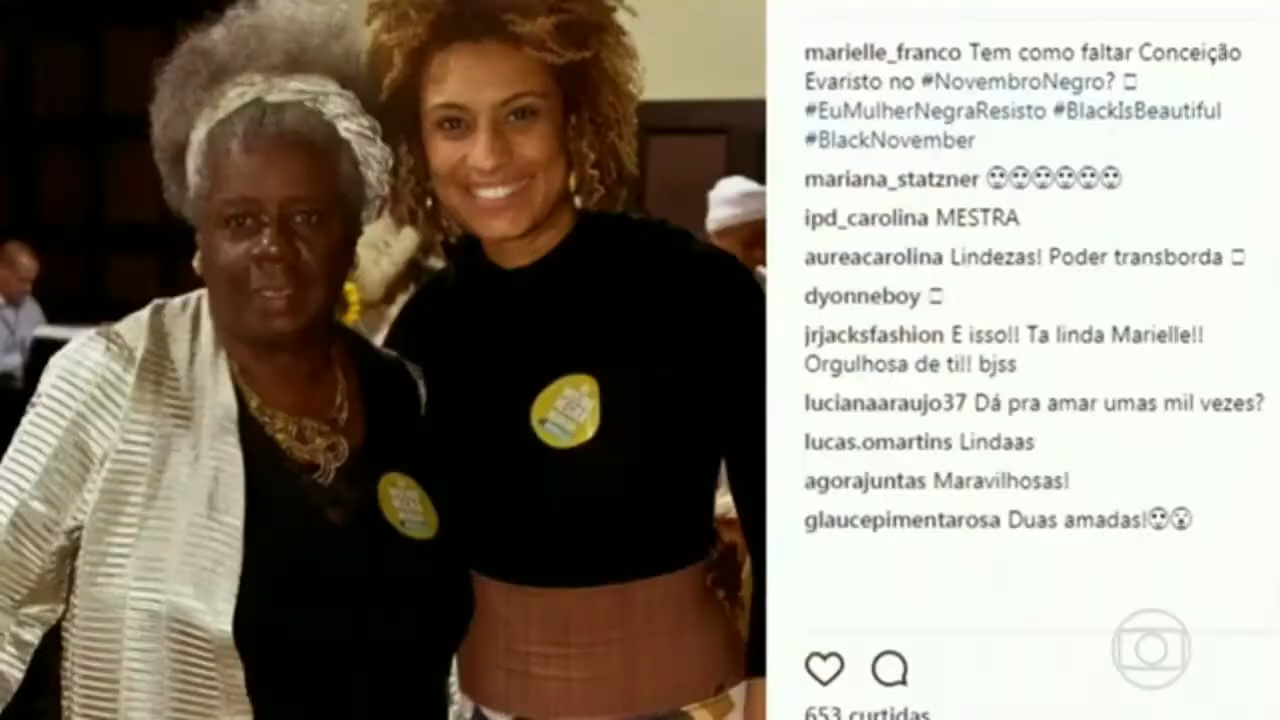 marielle_franco Tem como faltar Conceição
Evaristo no #NovembroNegro?
#EuMulherNegraResisto #BlackIsBeautiful
#BlackNovember
mariana_statzner
ipd_carolina MESTRA
aureacarolina Lindezas! Poder transborda
dyonneboy
jrjacksfashion E isso!! Ta linda Marielle!!
Orgulhosa de ti!! bjss
lucianaaraujo37 Dá pra amar umas mil vezes?
lucas.omartins Lindaas
agorajuntas Maravilhosas!
glaucepimentarosa Duas amadas!
653 curtidas